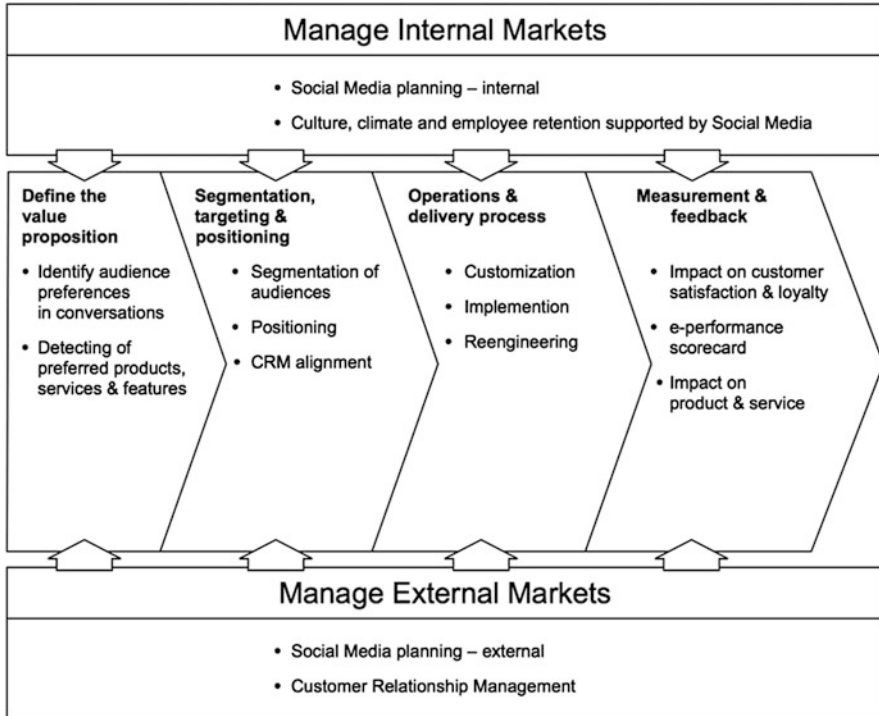 Manage Internal Markets
• Social Media planning – internal
• Culture, climate and employee retention supported by Social Media
Define the
value
proposition
• Identify audience
preferences
in conversations
• Detecting of
preferred products,
services & features
Segmentation,
targeting &
positioning
• Segmentation of
audiences
• Positioning
• CRM alignment
Operations &
delivery process
• Customization
• Implemention
• Reengineering
Measurement &
feedback
• Impact on customer
satisfaction & loyalty
• e-performance
scorecard
• Impact on
product & service
Manage External Markets
• Social Media planning – external
• Customer Relationship Management